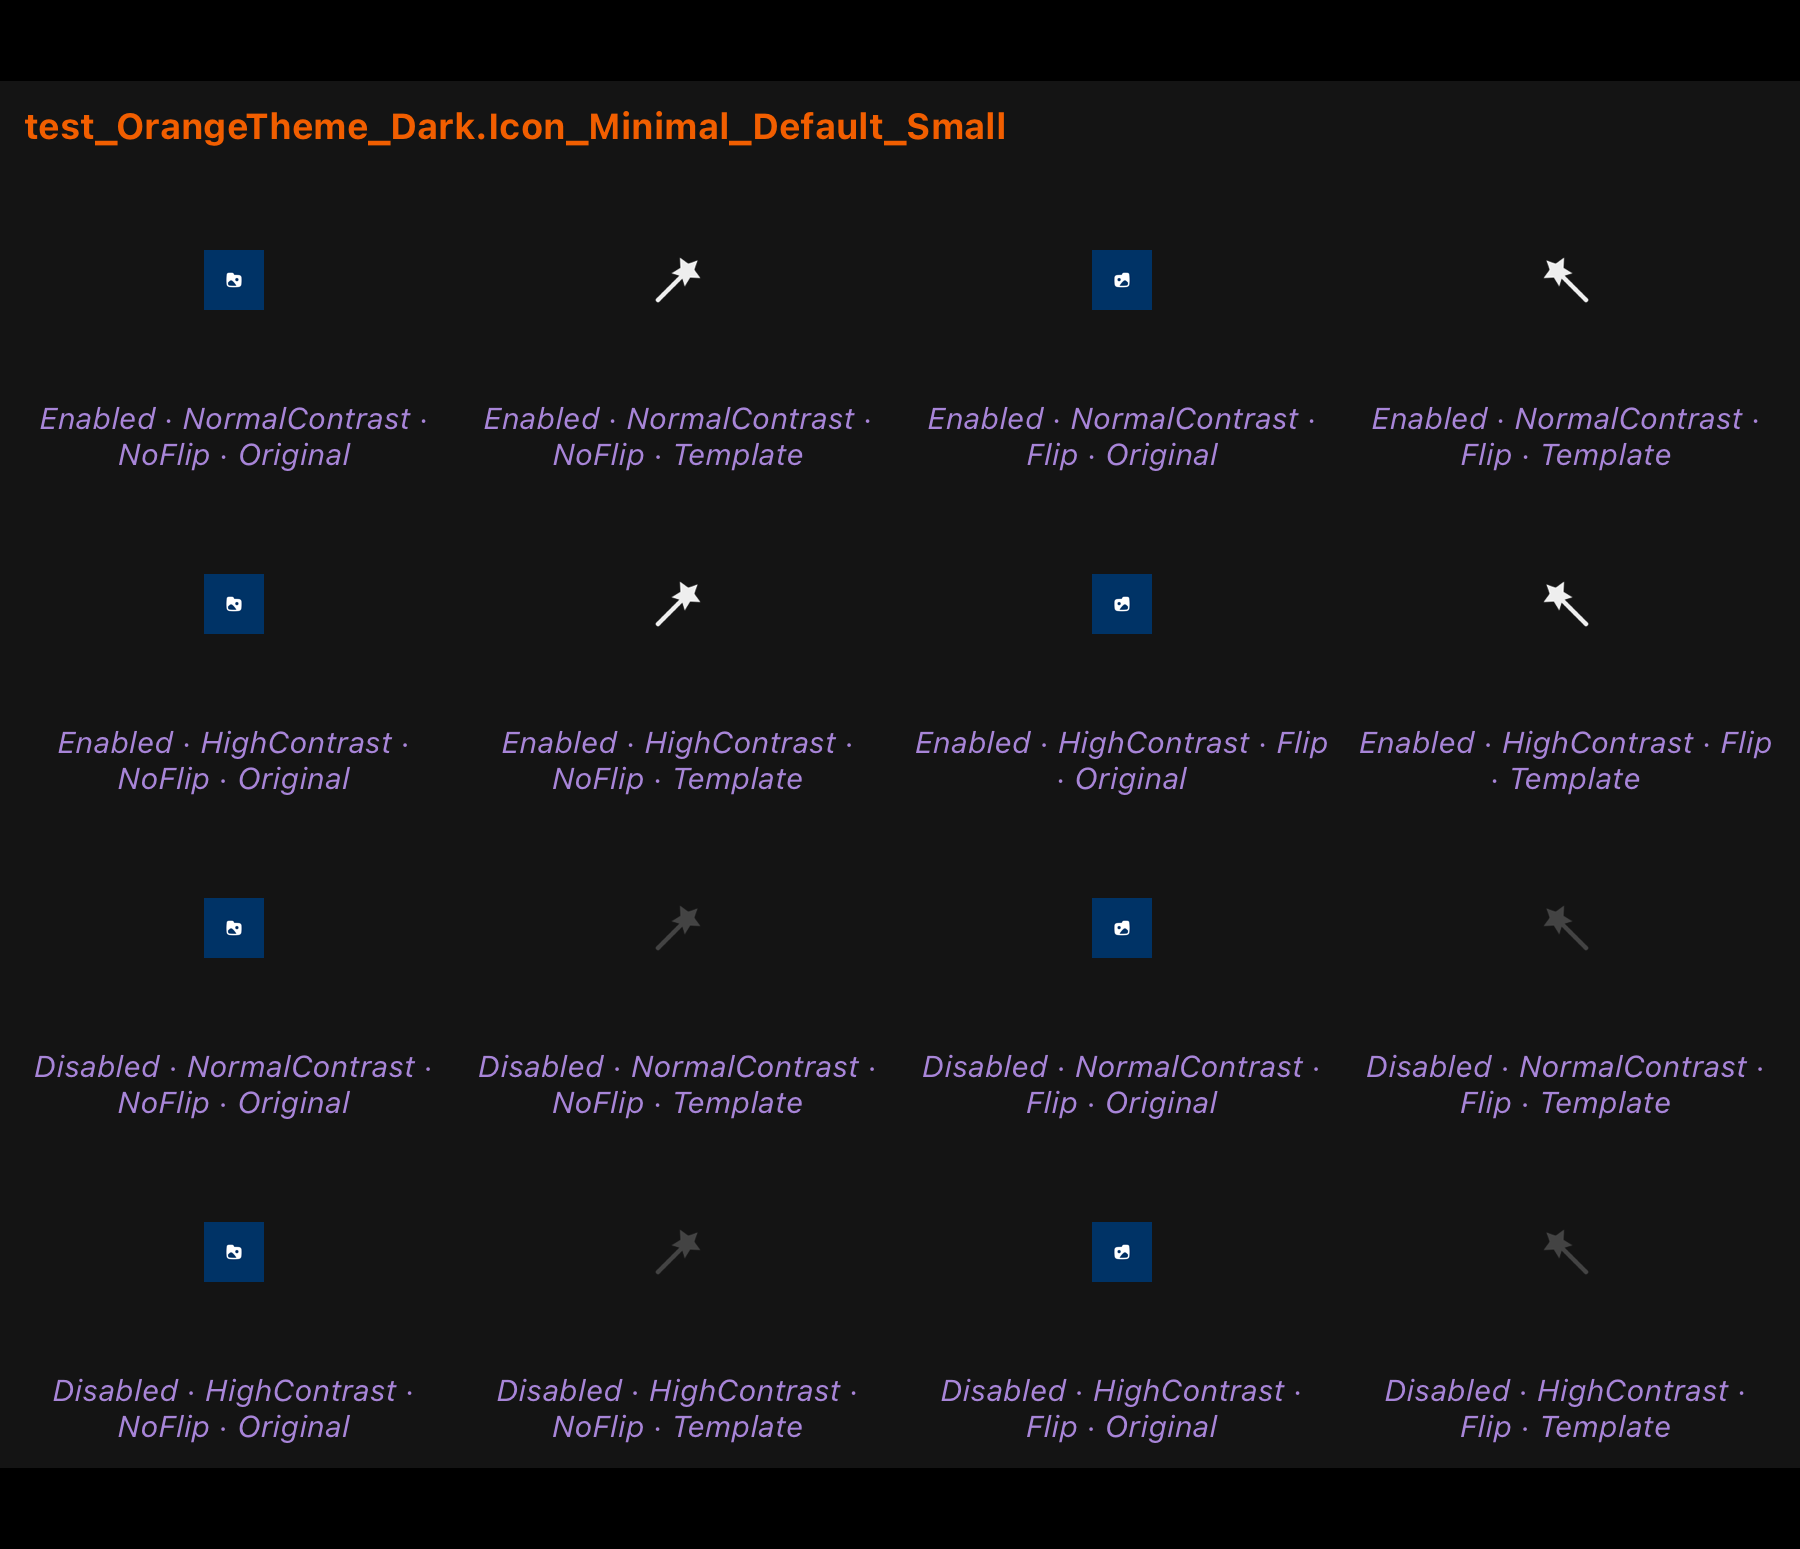 test_OrangeTheme_Dark.Icon_Minimal_Default_Small
Enabled · NormalContrast ·
NoFlip · Original
Enabled · NormalContrast ·
NoFlip · Template
Enabled · NormalContrast ·
Flip · Original
Enabled · NormalContrast ·
Flip · Template
Enabled · HighContrast ·
NoFlip · Original
Enabled · HighContrast ·
NoFlip · Template
Enabled · HighContrast · Flip
· Original
Enabled · HighContrast · Flip
· Template
Disabled · NormalContrast ·
NoFlip · Original
Disabled · NormalContrast ·
NoFlip · Template
Disabled · NormalContrast ·
Flip · Original
Disabled · NormalContrast ·
Flip · Template
Disabled · HighContrast ·
NoFlip · Original
Disabled · HighContrast ·
NoFlip · Template
Disabled · HighContrast ·
Flip · Original
Disabled · HighContrast ·
Flip · Template